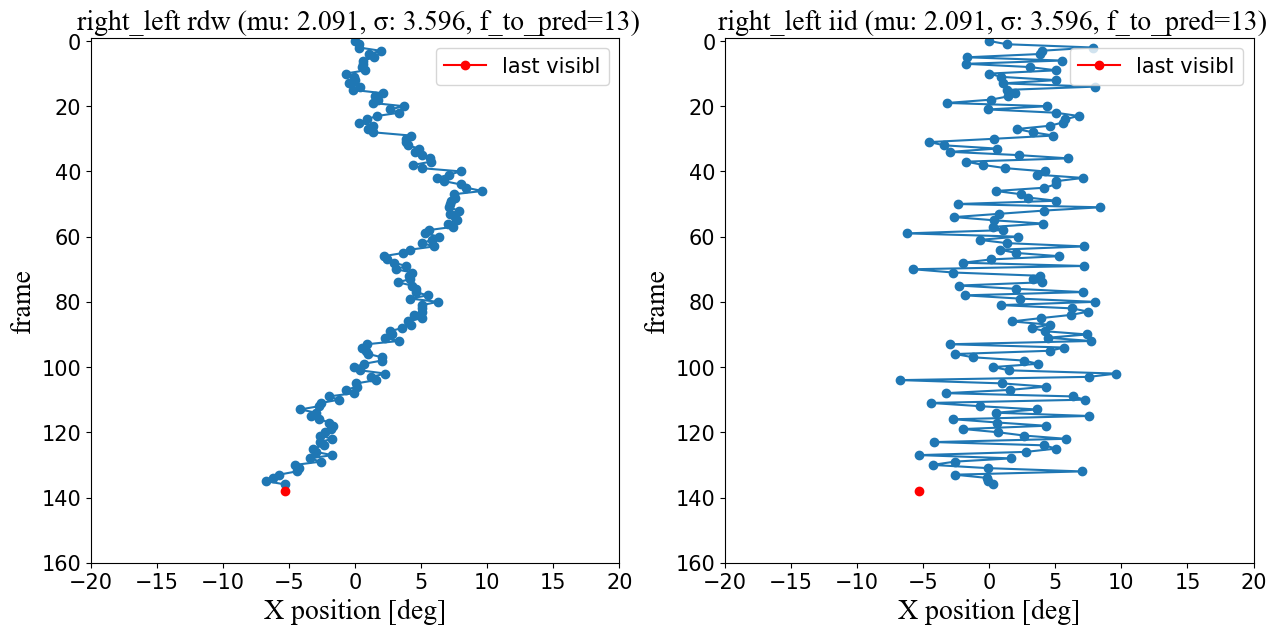 right_left rdw (mu: 2.091, σ: 3.596, f_to_pred=13)
last visibl
0
20
40
60
80
100
120
140
160
frame
−20 −15 −10 −5 0 5 10 15 20
X position [deg]
right_left iid (mu: 2.091, σ: 3.596, f_to_pred=13)
last visibl
0
20
40
60
80
100
120
140
160
frame
−20 −15 −10 −5 0 5 10 15 20
X position [deg]